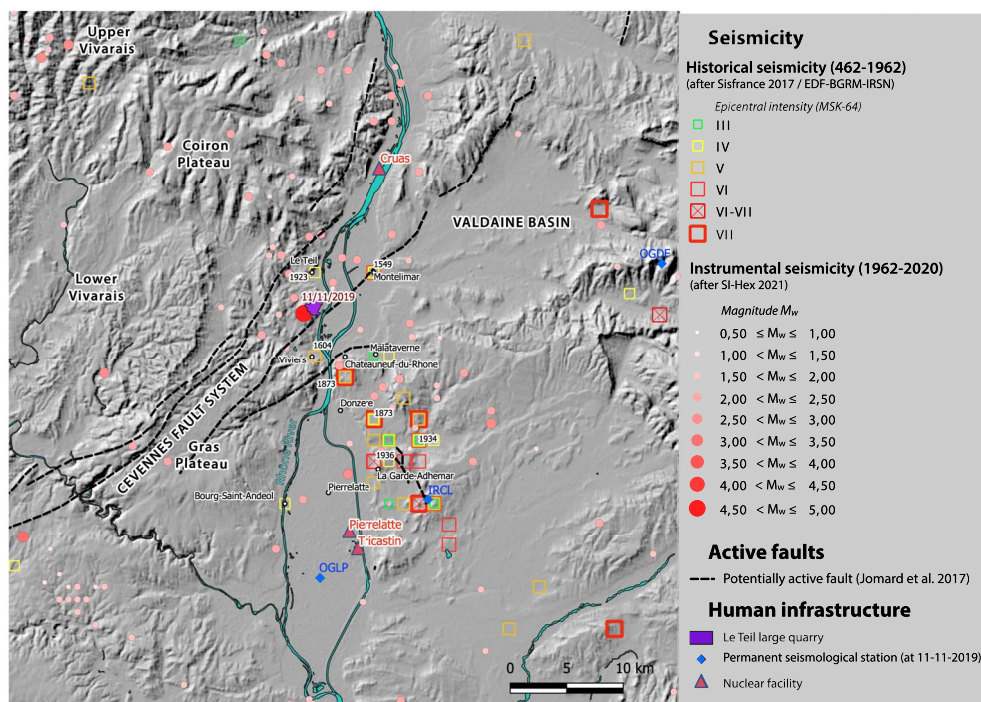 Upper
Vivarais
Coiron
Plateau
Cruas
VALDAINE BASIN
OGDF
Le Teil
1923
1549
Montelimar
Lower
Vivarais
11/11/2019
1604
Viviers
Malataverne
Chateauneuf-du-Rhone
1873
Donzere
CEVENNES FAULT SYSTEM
1873
1934
Gras
Plateau
Rhône River
1936
La Garde-Adhemar
Bourg-Saint-Andeol
Pierrelatte
IRCL
Pierrelatte
Tricastin
OGLP
0 5 10 km
Seismicity
Historical seismicity (462-1962)
(after Sisfrance 2017 / EDF-BGRM-IRSN)
Epicentral intensity (MSK-64)
III
IV
V
VI
VI-VII
VII
Instrumental seismicity (1962-2020)
(after SI-Hex 2021)
Magnitude Mw
0,50 ≤ Mw ≤ 1,00
1,00 < Mw ≤ 1,50
1,50 < Mw ≤ 2,00
2,00 < Mw ≤ 2,50
2,50 < Mw ≤ 3,00
3,00 < Mw ≤ 3,50
3,50 < Mw ≤ 4,00
4,00 < Mw ≤ 4,50
4,50 < Mw ≤ 5,00
Active faults
Potentially active fault (Jomard et al. 2017)
Human infrastructure
Le Teil large quarry
Permanent seismological station (at 11-11-2019)
Nuclear facility